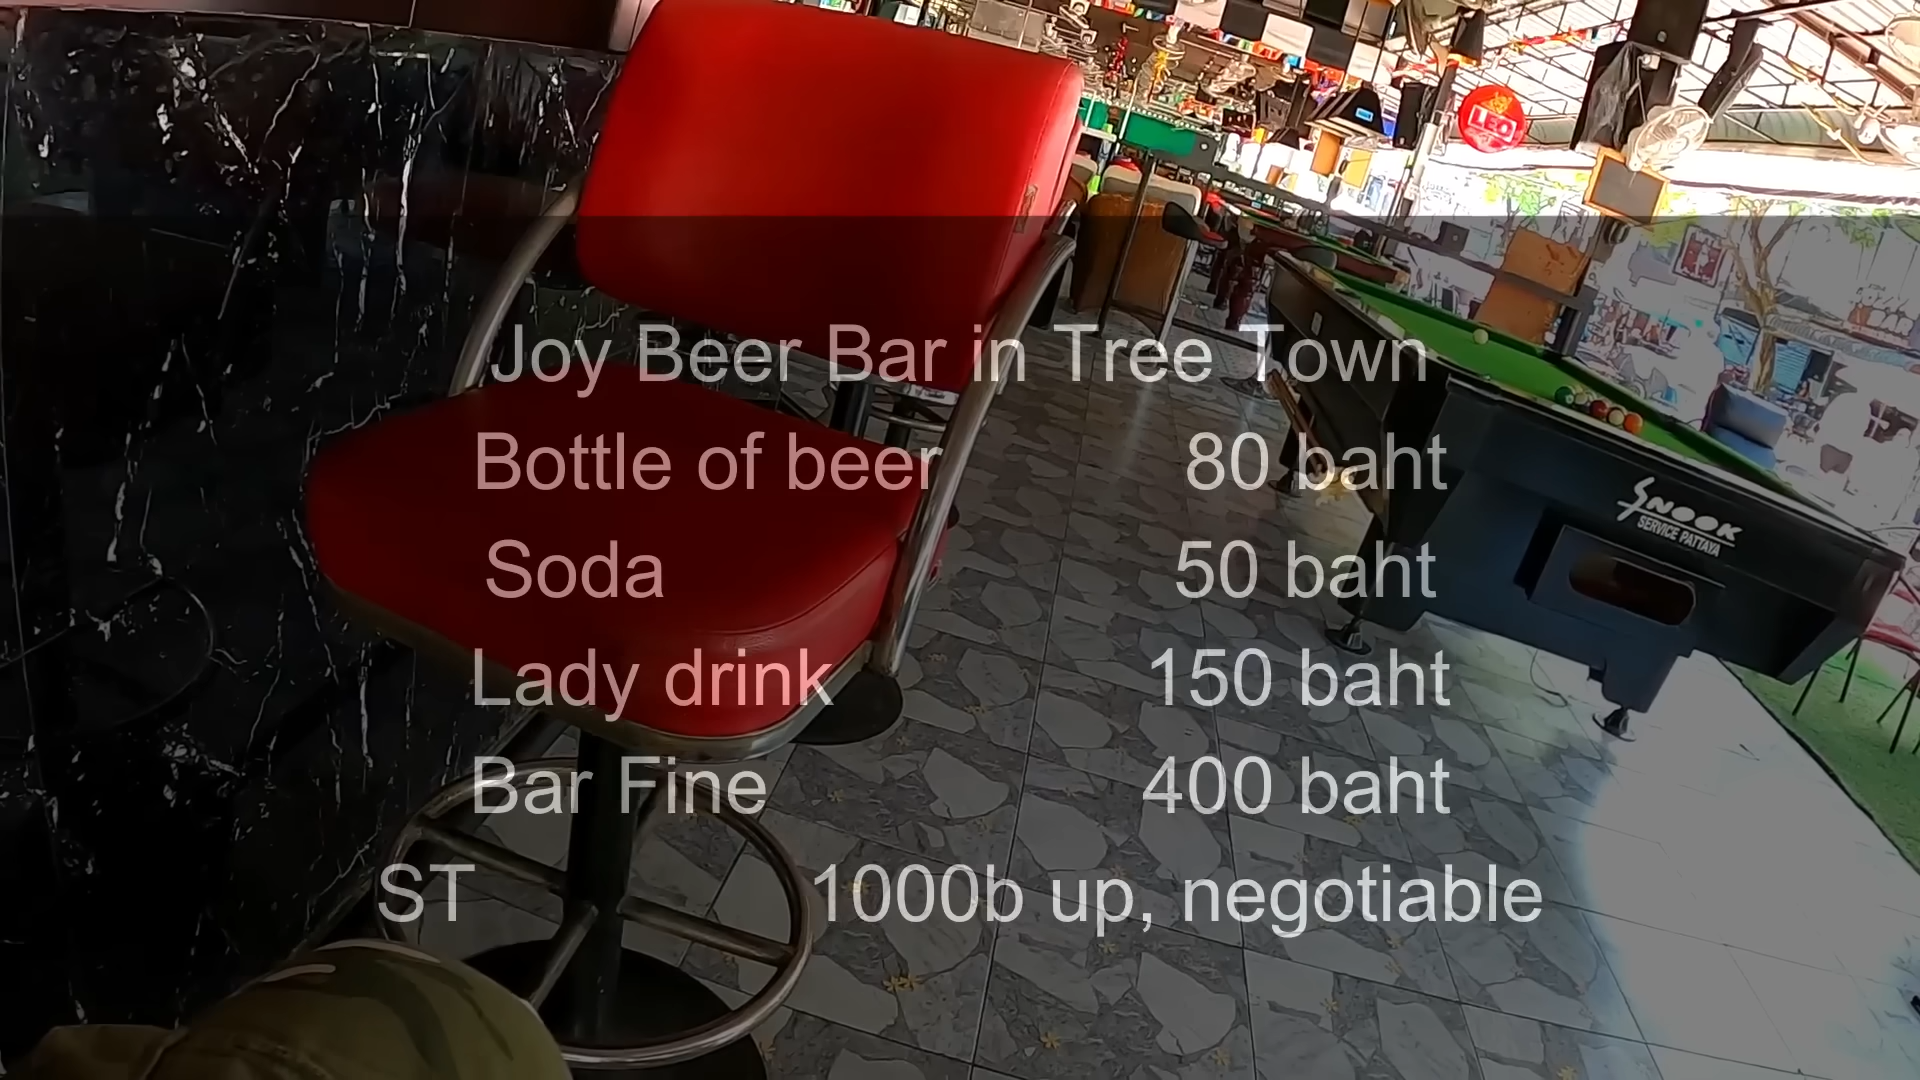 LEO
Joy Beer Bar in Tree Town
Bottle of beer 80 baht
Soda 50 baht
Lady drink 150 baht
Bar Fine 400 baht
ST 1000b up, negotiable
SNOOK
SERVICE PATTAYA